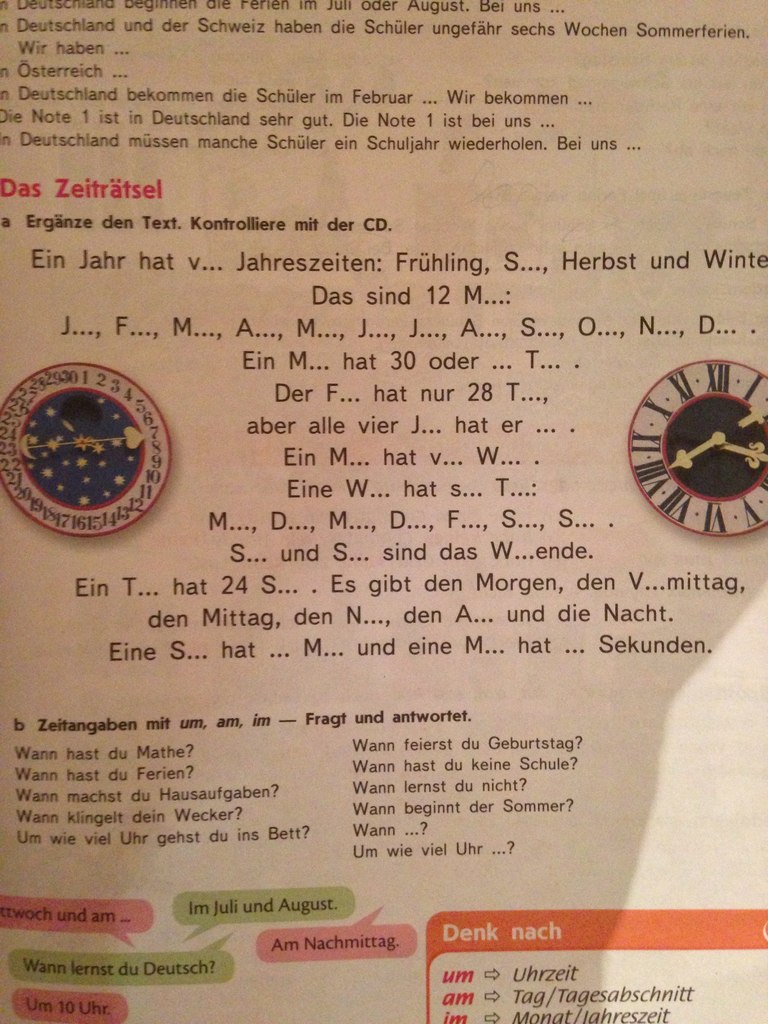 Deutschland beginnen die Ferien im Juli oder August. Bei uns ...
n Deutschland und der Schweiz haben die Schüler ungefähr sechs Wochen Sommerferien.
Wir haben ...
n Österreich ...
n Deutschland bekommen die Schüler im Februar ... Wir bekommen ...
Die Note 1 ist in Deutschland sehr gut. Die Note 1 ist bei uns ...
In Deutschland müssen manche Schüler ein Schuljahr wiederholen. Bei uns ...
Das Zeiträtsel
a Ergänze den Text. Kontrolliere mit der CD.
Ein Jahr hat v... Jahreszeiten: Frühling, S..., Herbst und Winte
Das sind 12 M...:
J..., F..., M..., A..., M..., J..., J..., A..., S..., O..., N..., D... .
Ein M... hat 30 oder ... T... .
Der F... hat nur 28 T...,
aber alle vier J... hat er ... .
Ein M... hat v... W... .
Eine W... hat s... T...:
M..., D..., M..., D..., F..., S..., S... .
S... und S... sind das W...ende.
Ein T... hat 24 S... . Es gibt den Morgen, den V...mittag,
den Mittag, den N..., den A... und die Nacht.
Eine S... hat ... M... und eine M... hat ... Sekunden.
b Zeitangaben mit um, am, im — Fragt und antwortet.
Wann hast du Mathe?
Wann hast du Ferien?
Wann machst du Hausaufgaben?
Wann klingelt dein Wecker?
Um wie viel Uhr gehst du ins Bett?
Wann feierst du Geburtstag?
Wann hast du keine Schule?
Wann lernst du nicht?
Wann beginnt der Sommer?
Wann ...?
Um wie viel Uhr ...?
ttwoch und am ...
Im Juli und August.
Am Nachmittag.
Wann lernst du Deutsch?
Um 10 Uhr.
Denk nach
um ⇨ Uhrzeit
am ⇨ Tag/Tagesabschnitt
im ⇨ Monat/Jahreszeit